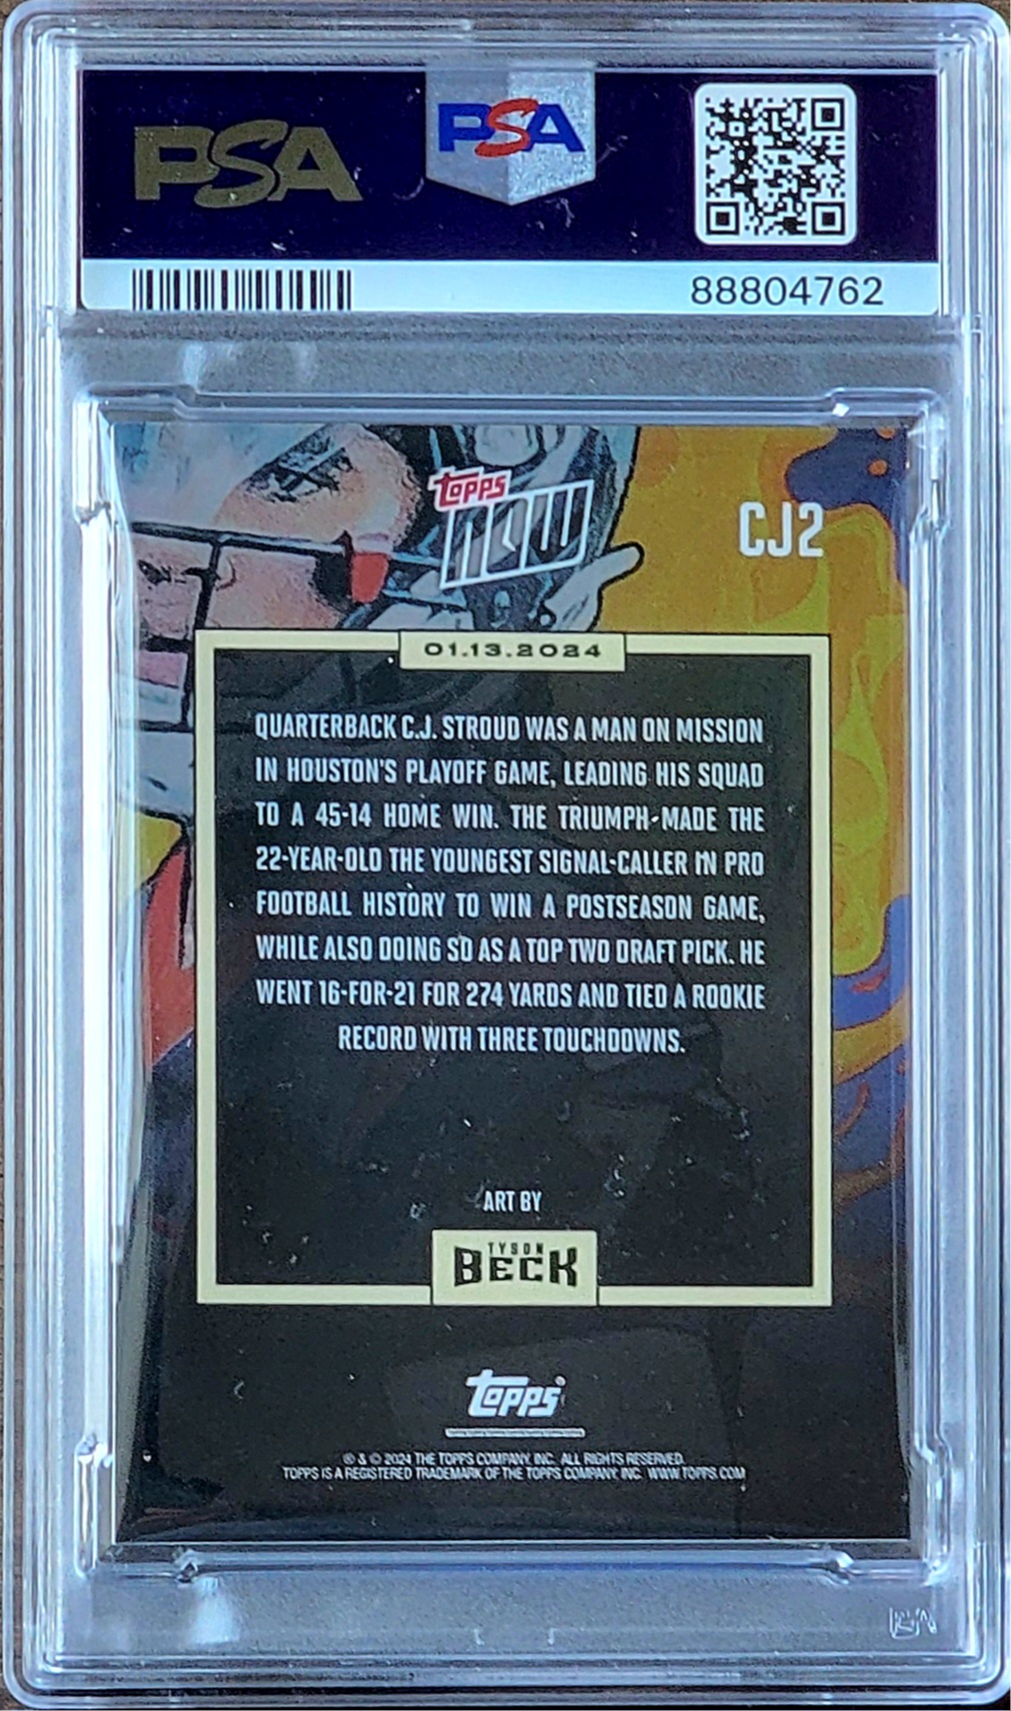 PSA
PSA
88804762
topps
NOW
CJ2
01.13.2024
QUARTERBACK C.J. STROUD WAS A MAN ON MISSION
IN HOUSTON'S PLAYOFF GAME, LEADING HIS SQUAD
TO A 45-14 HOME WIN. THE TRIUMPH MADE THE
22-YEAR-OLD THE YOUNGEST SIGNAL-CALLER IN PRO
FOOTBALL HISTORY TO WIN A POSTSEASON GAME,
WHILE ALSO DOING SO AS A TOP TWO DRAFT PICK. HE
WENT 16-FOR-21 FOR 274 YARDS AND TIED A ROOKIE
RECORD WITH THREE TOUCHDOWNS.
ART BY
TYSON
BECK
topps
® & © 2024 THE TOPPS COMPANY, INC. ALL RIGHTS RESERVED.
TOPPS IS A REGISTERED TRADEMARK OF THE TOPPS COMPANY, INC. WWW.TOPPS.COM
PSA